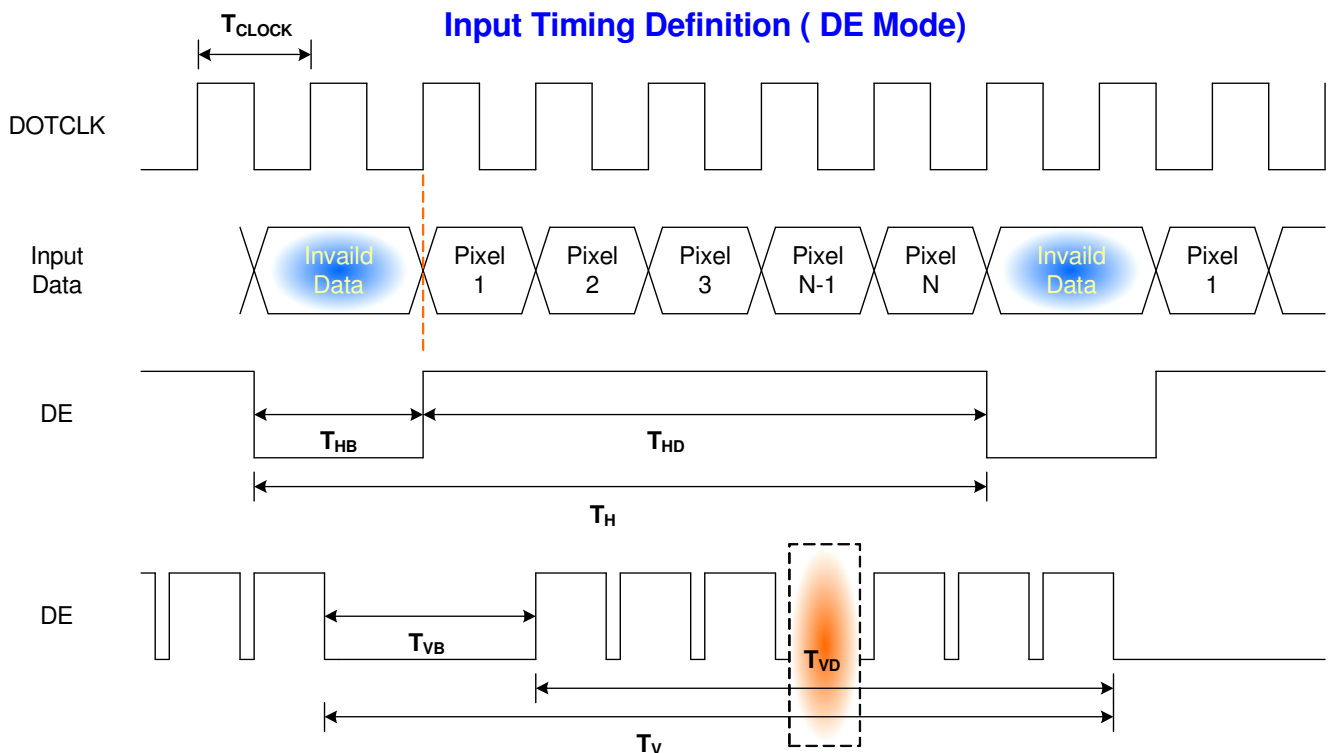 Input Timing Definition ( DE Mode)
TCLOCK
DOTCLK
Input
Data
Invaild
Data
Pixel
1
Pixel
2
Pixel
3
Pixel
N-1
Pixel
N
Invaild
Data
Pixel
1
DE
THB
THD
TH
DE
TVB
TVD
TV